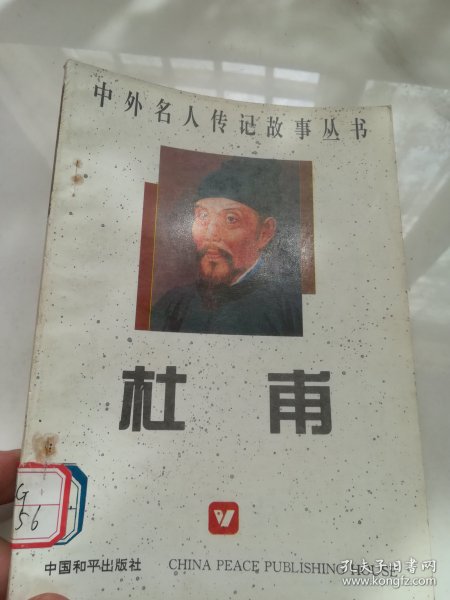 中外名人传记故事丛书
杜甫
G
56
中国和平出版社 CHINA PEACE PUBLISHING HOUSE
孔夫子旧书网
www.kongfz.com